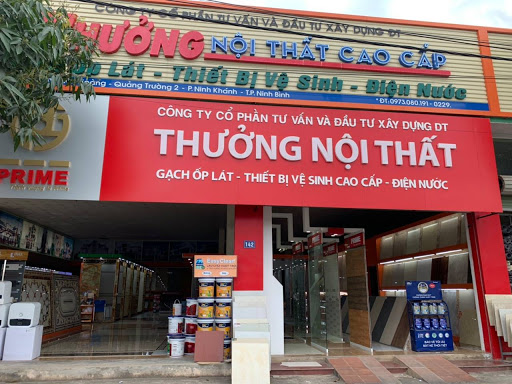 CÔNG TY CỔ PHẦN TƯ VẤN VÀ ĐẦU TƯ XÂY DỰNG DT
THƯỞNG NỘI THẤT CAO CẤP
Ốp Lát - Thiết Bị Vệ Sinh - Điện Nước
- Quảng Trường 2 - P. Ninh Khánh - T.P. Ninh Bình
* ĐT: 0973.080.191 - 0229.
CÔNG TY CỔ PHẦN TƯ VẤN VÀ ĐẦU TƯ XÂY DỰNG DT
THƯỞNG NỘI THẤT
GẠCH ỐP LÁT - THIẾT BỊ VỆ SINH CAO CẤP - ĐIỆN NƯỚC
PRIME
142
EasyClean